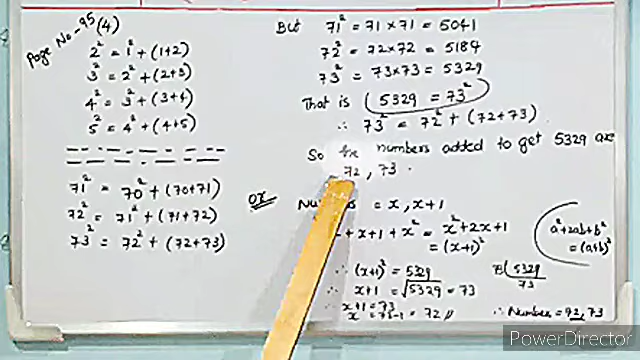 Page No-95 (4)
2² = 1² + (1+2)
3² = 2² + (2+3)
4² = 3² + (3+4)
5² = 4² + (4+5)
71² = 70² + (70+71)
72² = 71² + (71+72)
73² = 72² + (72+73)
But 71² = 71×71 = 5041
72² = 72×72 = 5184
73² = 73×73 = 5329
That is (5329 = 73²
∴ 73² = 72² + (72+73)
So numbers added to get 5329 are
72, 73.
or
= x, x+1
+ x+1 + x² = x²+2x+1
= (x+1)²
a²+2ab+b²
= (a+b)²
∴ (x+1)² = 5329
∴ x+1 = √5329 = 73
x+1 = 73
x = 73-1 = 72 //
5329
73
∴ Numbers = 72, 73
PowerDirector